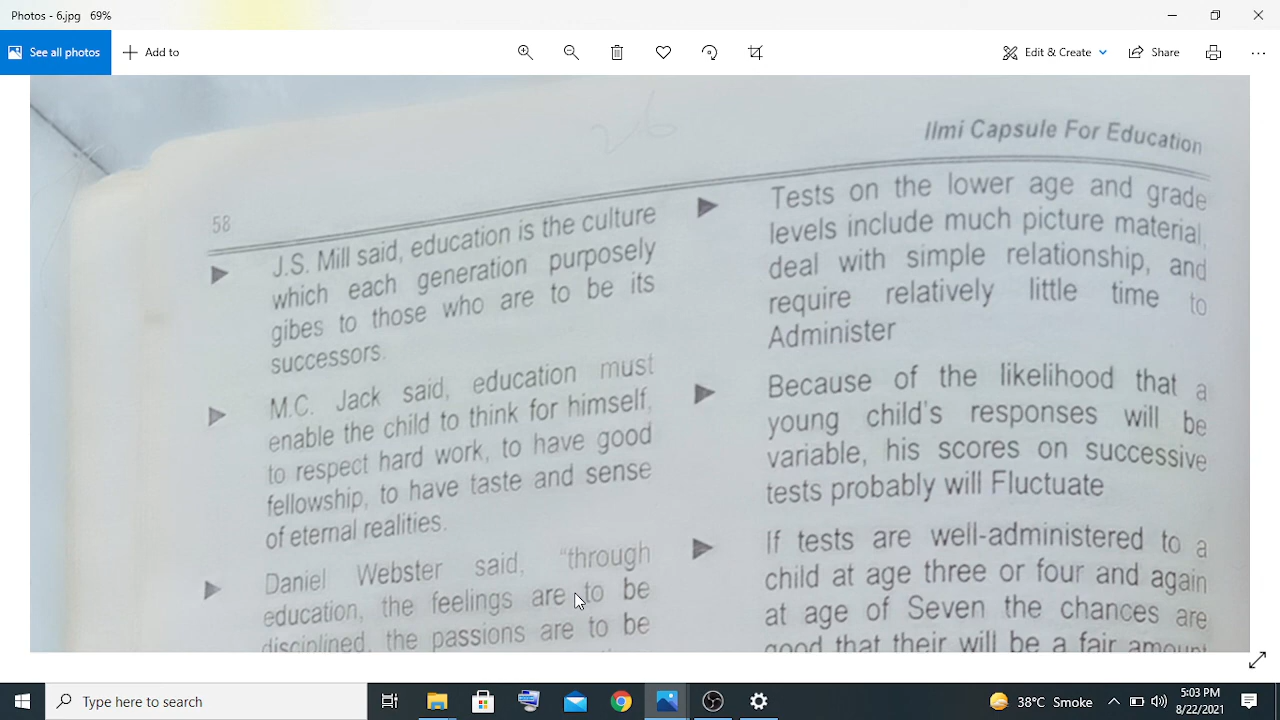 Photos - 6.jpg 69%
See all photos
Add to
Edit & Create
Share
26
Ilmi Capsule For Education
58
J.S. Mill said, education is the culture
which each generation purposely
gibes to those who are to be its
successors.
M.C. Jack said, education must
enable the child to think for himself,
to respect hard work, to have good
fellowship, to have taste and sense
of eternal realities.
Daniel Webster said, “through
education, the feelings are to be
disciplined, the passions are to be
Tests on the lower age and grade
levels include much picture material,
deal with simple relationship, and
require relatively little time to
Administer
Because of the likelihood that a
young child's responses will be
variable, his scores on successive
tests probably will Fluctuate
If tests are well-administered to a
child at age three or four and again
at age of Seven the chances are
good that their will be a fair amount
Type here to search
38°C Smoke
5:03 PM
8/22/2021